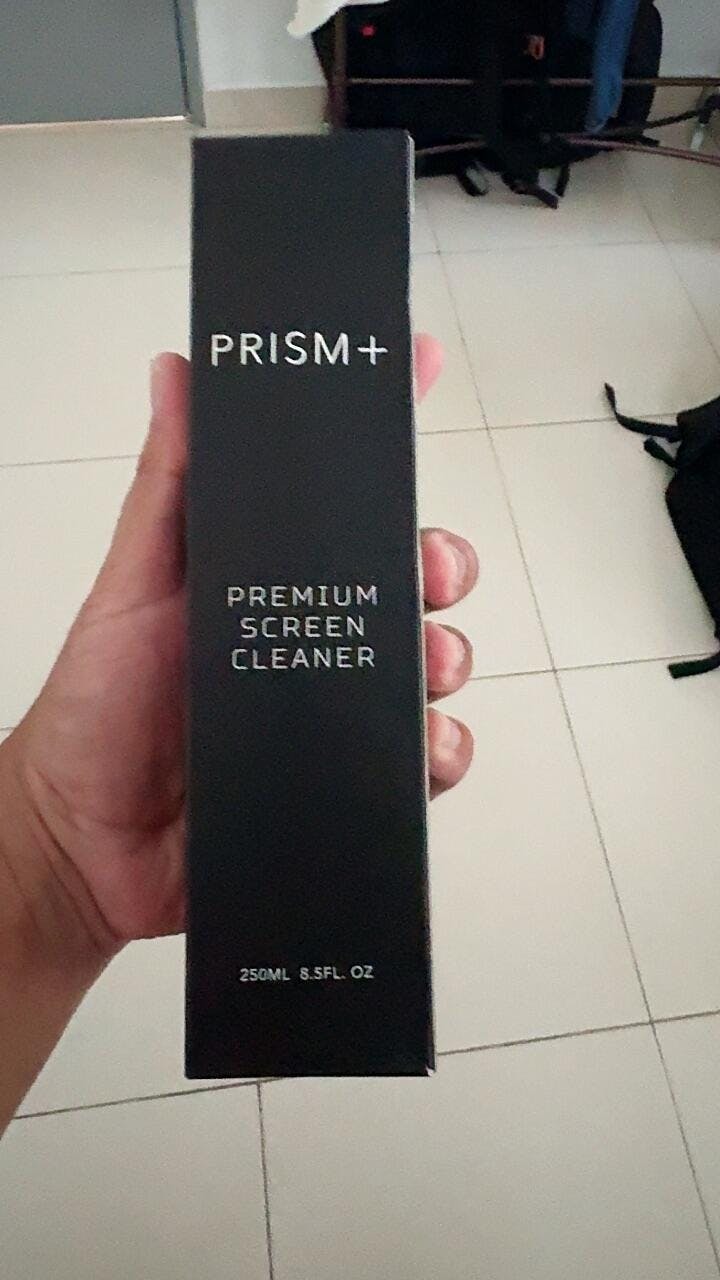 PRISM+
PREMIUM
SCREEN
CLEANER
250ML 8.5FL. OZ